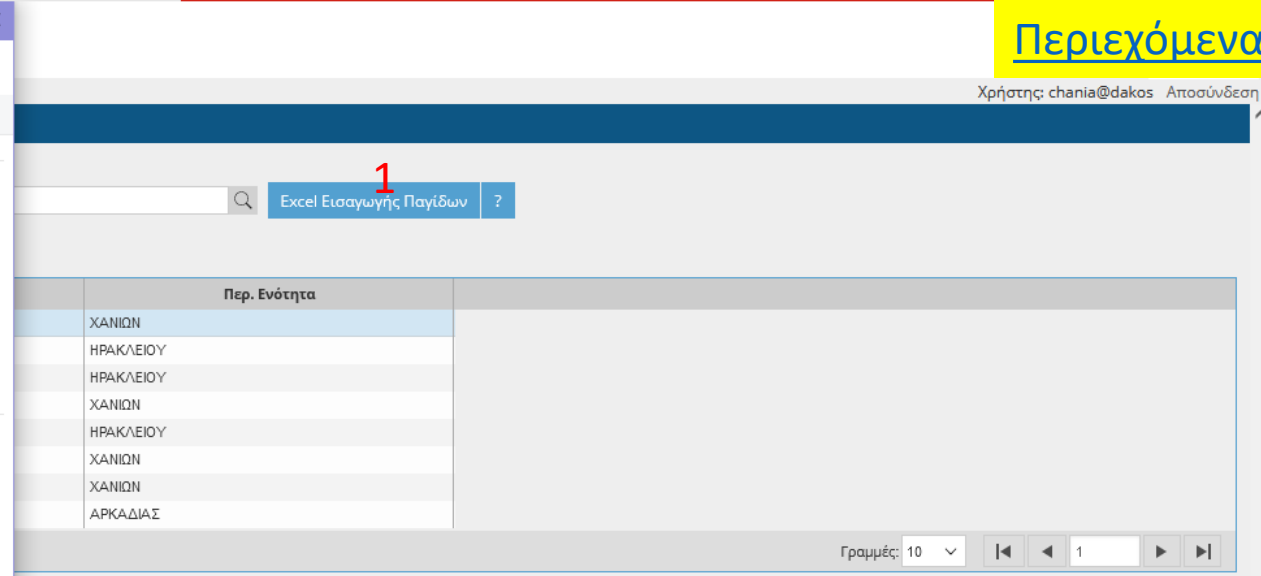 Περιεχόμενα
Χρήστης: chania@dakos Αποσύνδεση
1
Excel Εισαγωγής Παγίδων ?
Περ. Ενότητα
ΧΑΝΙΩΝ
ΗΡΑΚΛΕΙΟΥ
ΗΡΑΚΛΕΙΟΥ
ΧΑΝΙΩΝ
ΗΡΑΚΛΕΙΟΥ
ΧΑΝΙΩΝ
ΧΑΝΙΩΝ
ΑΡΚΑΔΙΑΣ
Γραμμές: 10 1